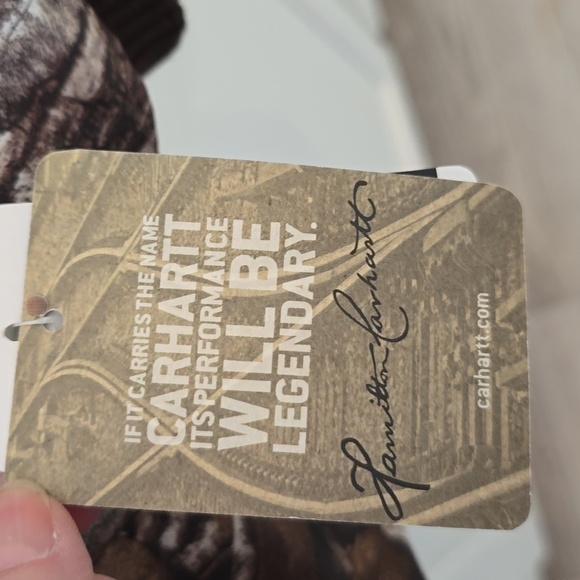 IF IT CARRIES THE NAME
CARHARTT
ITS PERFORMANCE
WILL BE
LEGENDARY.
Hamilton Carhartt
carhartt.com